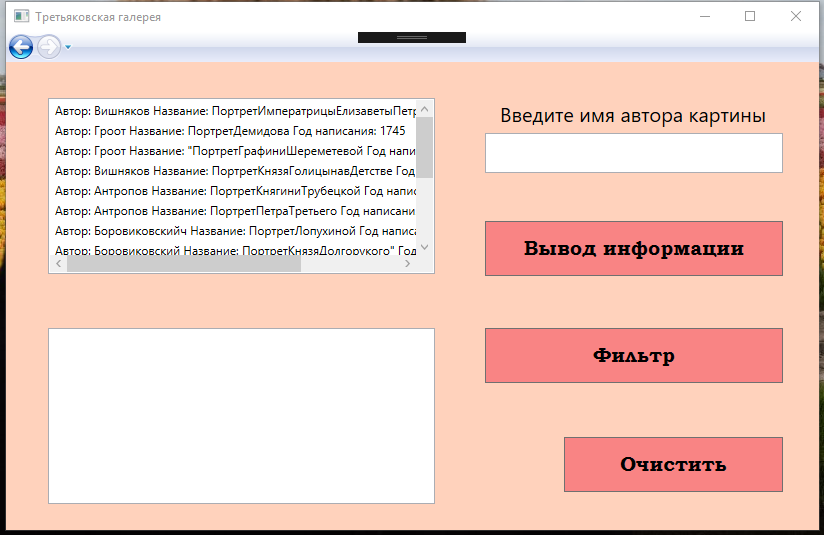 Третьяковская галерея
Автор: Вишняков Название: ПортретИмператрицыЕлизаветыПетр
Автор: Гроот Название: ПортретДемидова Год написания: 1745
Автор: Гроот Название: "ПортретГрафиниШереметевой Год напи
Автор: Вишняков Название: ПортретКнязяГолицынавДетстве Год
Автор: Антропов Название: ПортретКнягиниТрубецкой Год напис
Автор: Антропов Название: ПортретПетраТретьего Год написани
Автор: Боровиковскийч Название: ПортретЛопухиной Год написа
Автор: Боровиковский Название: ПортретКнязяДолгорукого" Год
Введите имя автора картины
Вывод информации
Фильтр
Очистить